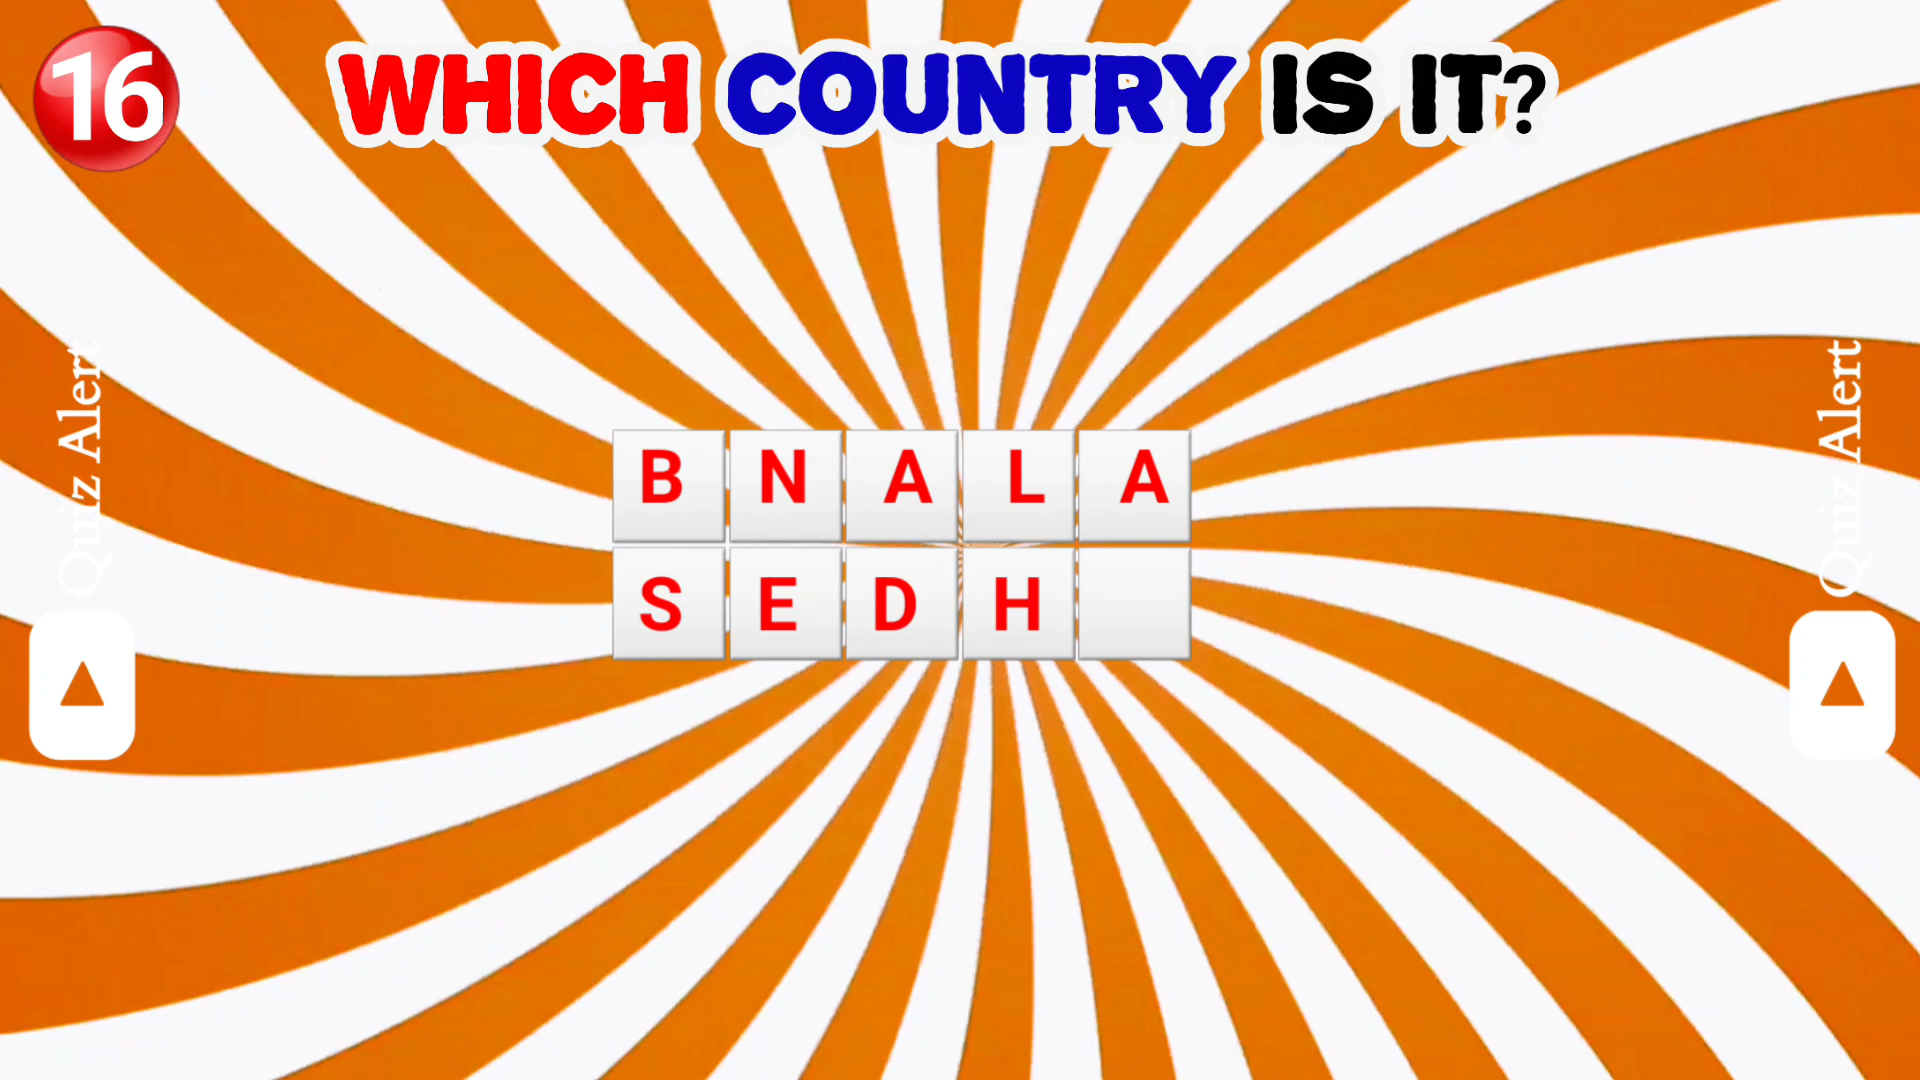 16
WHICH COUNTRY IS IT?
Quiz Alert
Quiz Alert
B N A L A
S E D H